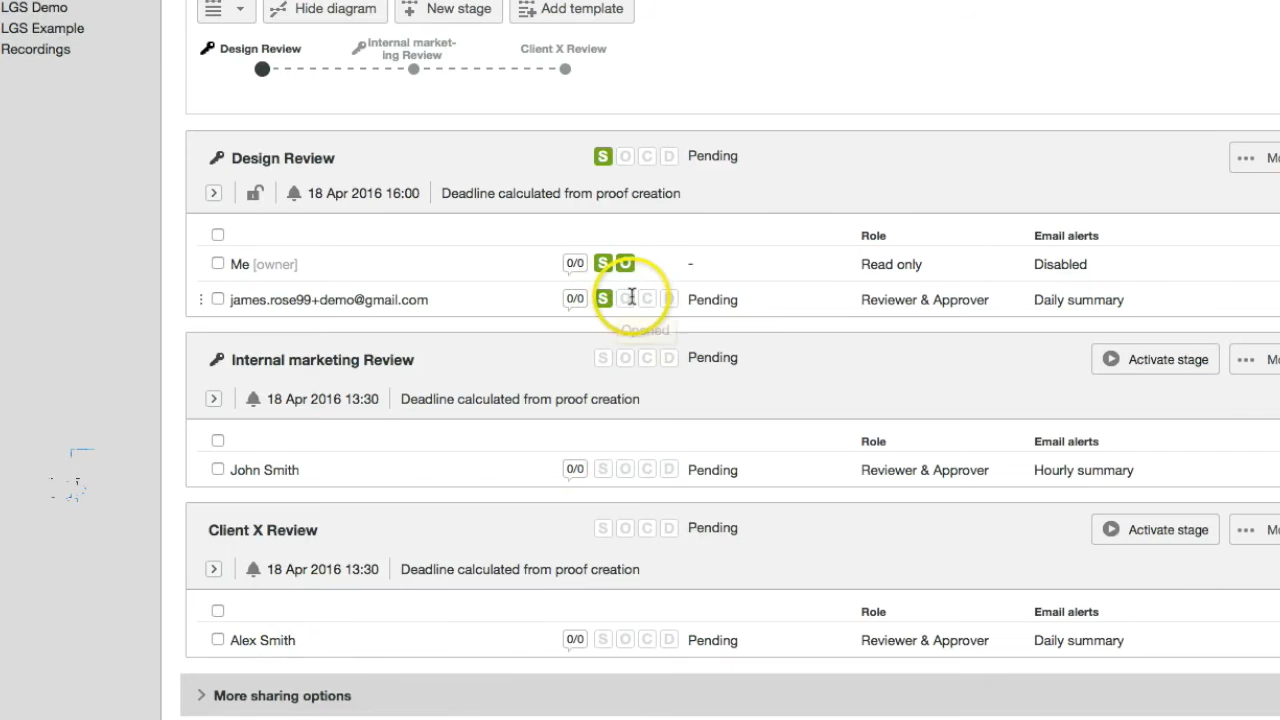 LGS Demo
LGS Example
Recordings
Hide diagram
New stage
Add template
Design Review
Internal market-
ing Review
Client X Review
Design Review
S O C D Pending
18 Apr 2016 16:00
Deadline calculated from proof creation
Role
Email alerts
Me [owner]
0/0
S O
-
Read only
Disabled
james.rose99+demo@gmail.com
0/0
S O C D Pending
Reviewer & Approver
Daily summary
Opened
Internal marketing Review
S O C D Pending
Activate stage
18 Apr 2016 13:30
Deadline calculated from proof creation
Role
Email alerts
John Smith
0/0
S O C D Pending
Reviewer & Approver
Hourly summary
Client X Review
S O C D Pending
Activate stage
18 Apr 2016 13:30
Deadline calculated from proof creation
Role
Email alerts
Alex Smith
0/0
S O C D Pending
Reviewer & Approver
Daily summary
More sharing options